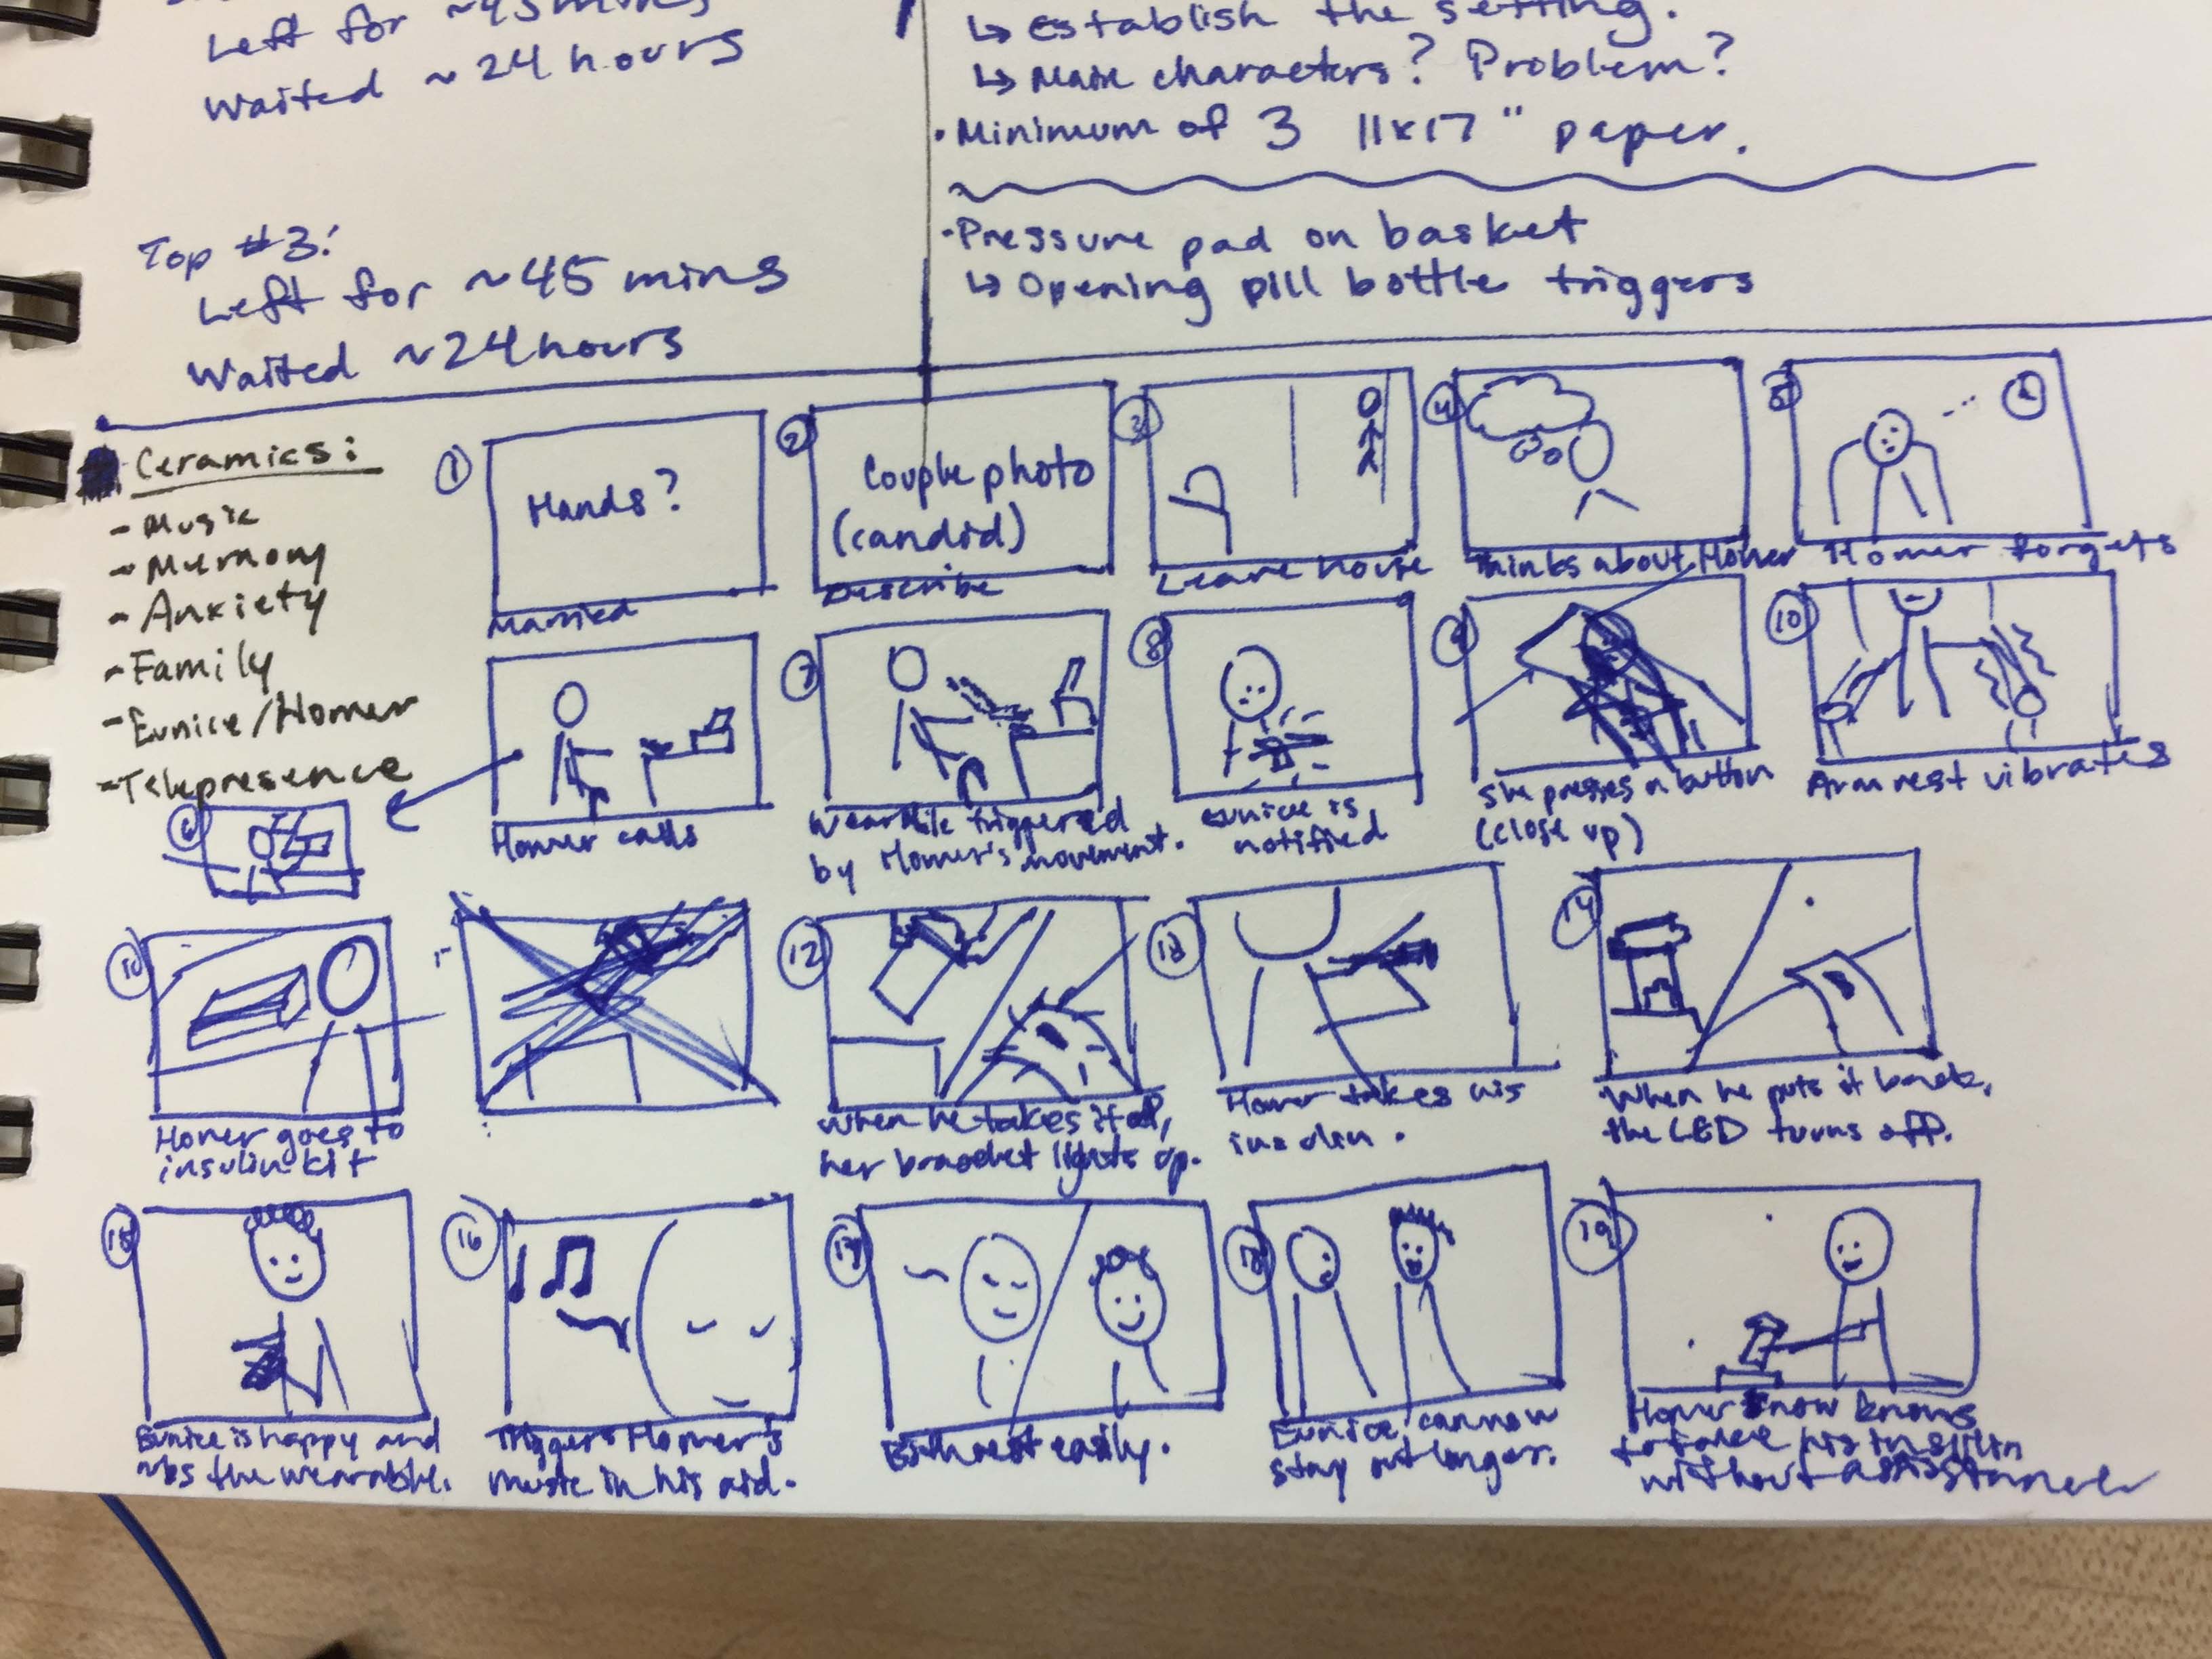 Left for ~45 mins
Waited ~24 hours
Top #3:
Left for ~45 mins
Waited ~24 hours
↳ establish the setting.
↳ Main characters? Problem?
• Minimum of 3 11x17" paper.
• Pressure pad on basket
↳ Opening pill bottle triggers
Ceramics:
- Music
- Memory
- Anxiety
- Family
- Eunice/Homer
- Telepresence
1
Hands?
Married
2
Couple photo
(candid)
Describe
3
Leave house
4
Thinks about Homer
5
Homer forgets
6
Homer calls
7
Wearable triggered
by Homer's movement.
8
Eunice is
notified
9
She presses a button
(close up)
10
Armrest vibrates
Homer goes to
insulin kit
12
When he takes it off,
her bracelet lights up.
13
Homer takes his
insulin.
14
When he puts it back,
the LED turns off.
15
Eunice is happy and
rubs the wearable.
16
Triggers Homer's
music in his aid.
17
Both rest easily.
18
Eunice can now
stay out longer.
19
Homer now knows
to take his insulin
without assistance